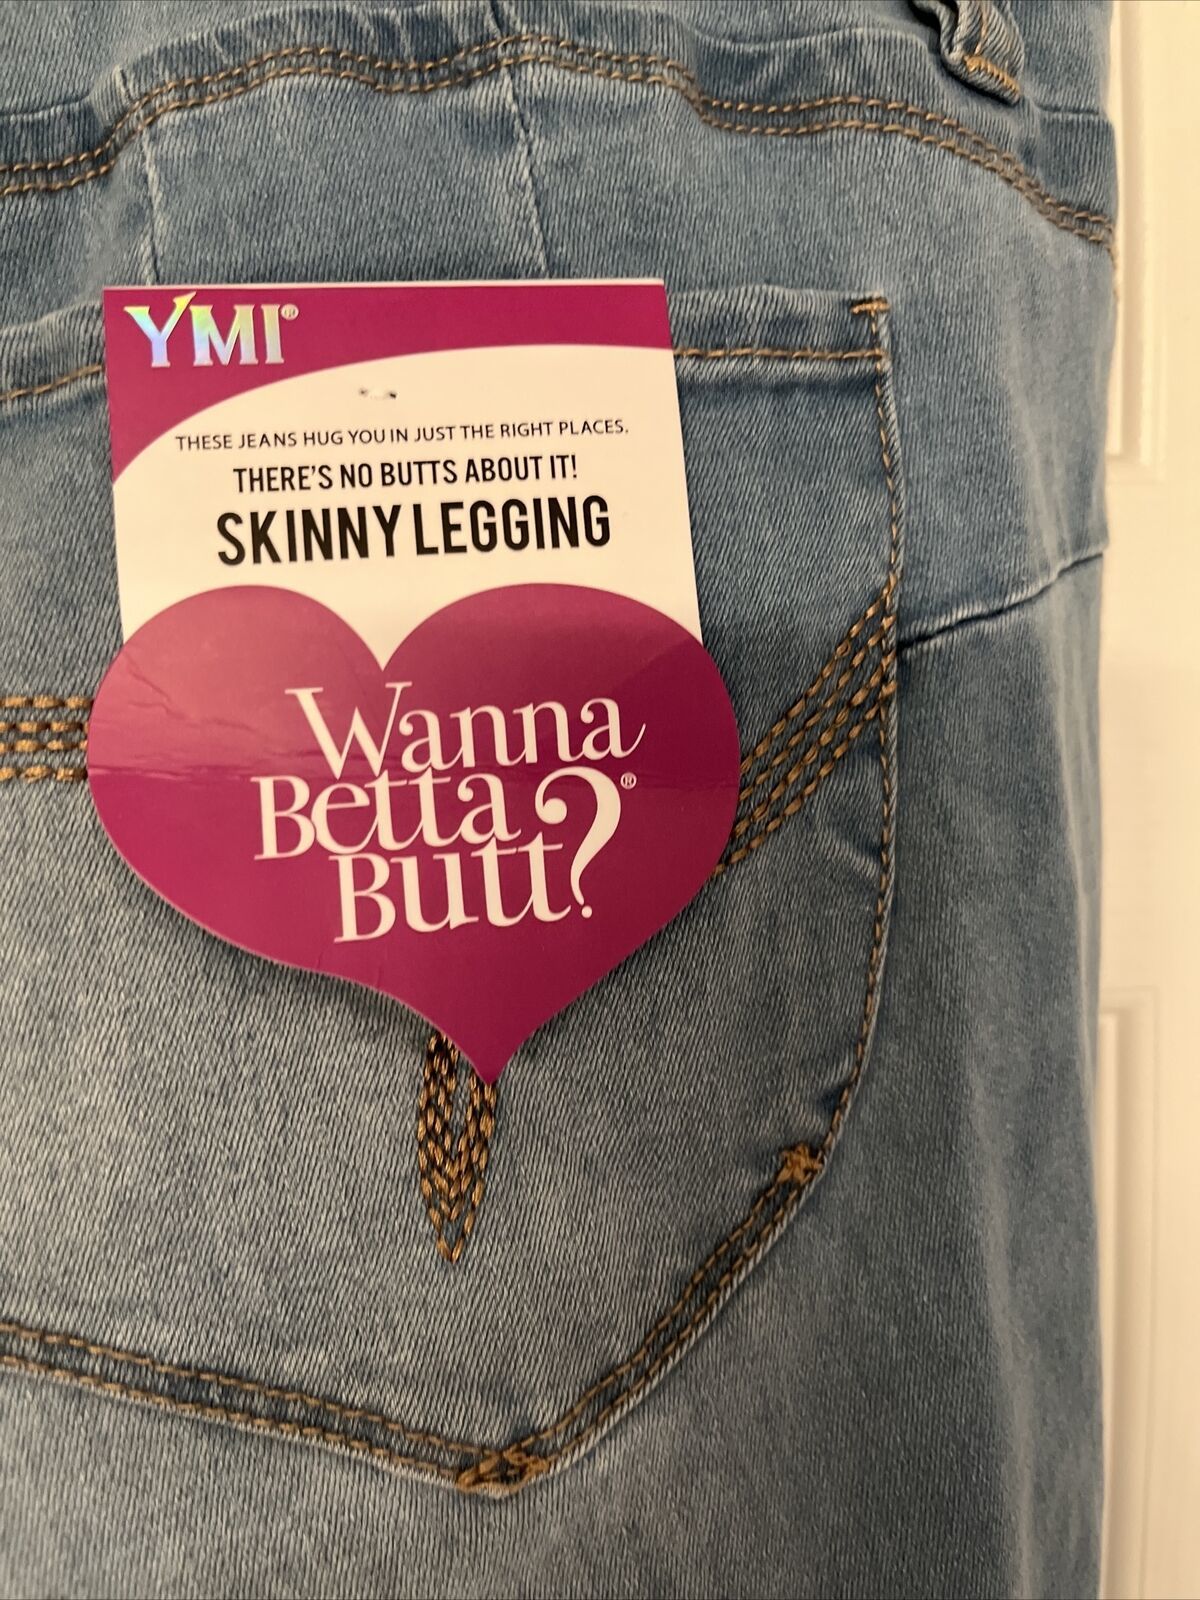 YMI®
THESE JEANS HUG YOU IN JUST THE RIGHT PLACES.
THERE'S NO BUTTS ABOUT IT!
SKINNY LEGGING
Wanna
Betta
Butt?®